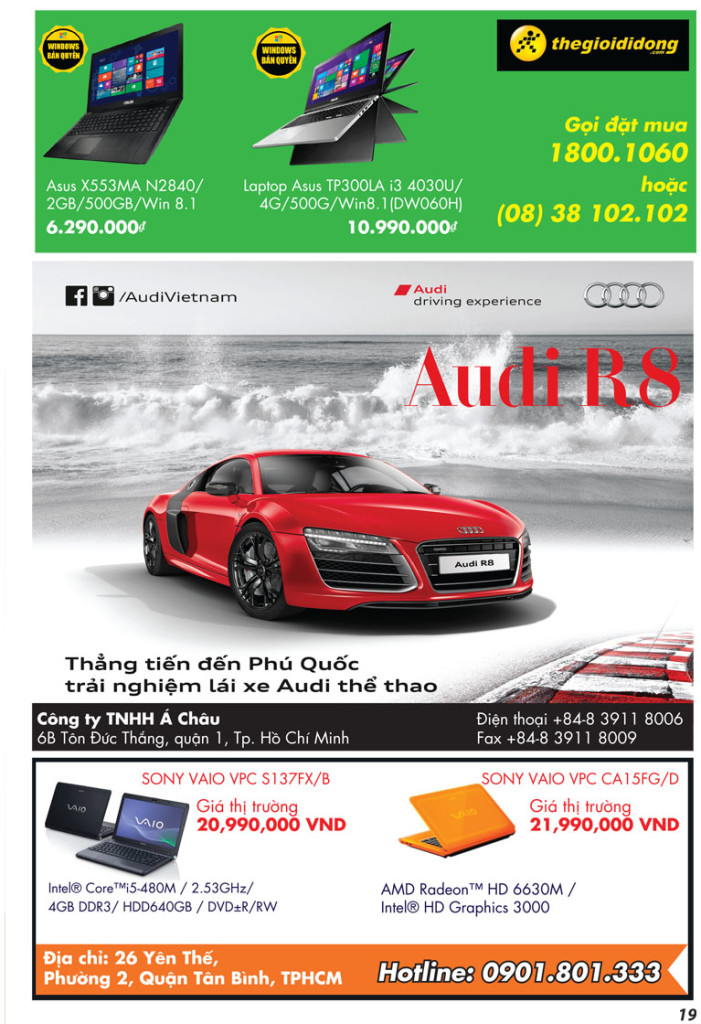 WINDOWS
BẢN QUYỀN
WINDOWS
BẢN QUYỀN
thegioididong
.com
Gọi đặt mua
1800.1060
hoặc
(08) 38 102.102
Asus X553MA N2840/
2GB/500GB/Win 8.1
6.290.000đ
Laptop Asus TP300LA i3 4030U/
4G/500G/Win8.1(DW060H)
10.990.000đ
/AudiVietnam
Audi
driving experience
Audi R8
Audi R8
Thẳng tiến đến Phú Quốc
trải nghiệm lái xe Audi thể thao
Công ty TNHH Á Châu
6B Tôn Đức Thắng, quận 1, Tp. Hồ Chí Minh
Điện thoại +84-8 3911 8006
Fax +84-8 3911 8009
SONY VAIO VPC S137FX/B
Giá thị trường
20,990,000 VND
VAIO
VAIO
Intel® Core™i5-480M / 2.53GHz/
4GB DDR3/ HDD640GB / DVD±R/RW
SONY VAIO VPC CA15FG/D
Giá thị trường
21,990,000 VND
VAIO
AMD Radeon™ HD 6630M /
Intel® HD Graphics 3000
Địa chỉ: 26 Yên Thế,
Phường 2, Quận Tân Bình, TPHCM
Hotline: 0901.801.333
19